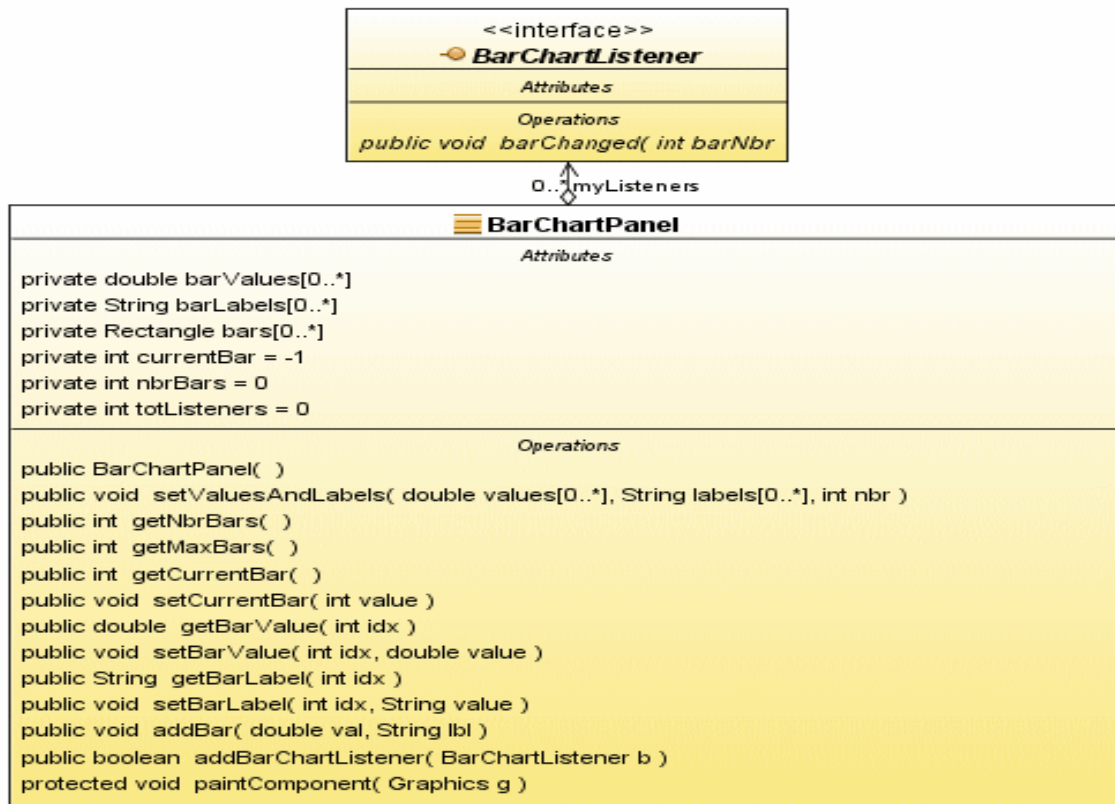 <<interface>>
BarChartListener
Attributes
Operations
public void barChanged( int barNbr
0..* myListeners
BarChartPanel
Attributes
private double barValues[0..*]
private String barLabels[0..*]
private Rectangle bars[0..*]
private int currentBar = -1
private int nbrBars = 0
private int totListeners = 0
Operations
public BarChartPanel( )
public void setValuesAndLabels( double values[0..*], String labels[0..*], int nbr )
public int getNbrBars( )
public int getMaxBars( )
public int getCurrentBar( )
public void setCurrentBar( int value )
public double getBarValue( int idx )
public void setBarValue( int idx, double value )
public String getBarLabel( int idx )
public void setBarLabel( int idx, String value )
public void addBar( double val, String lbl )
public boolean addBarChartListener( BarChartListener b )
protected void paintComponent( Graphics g )